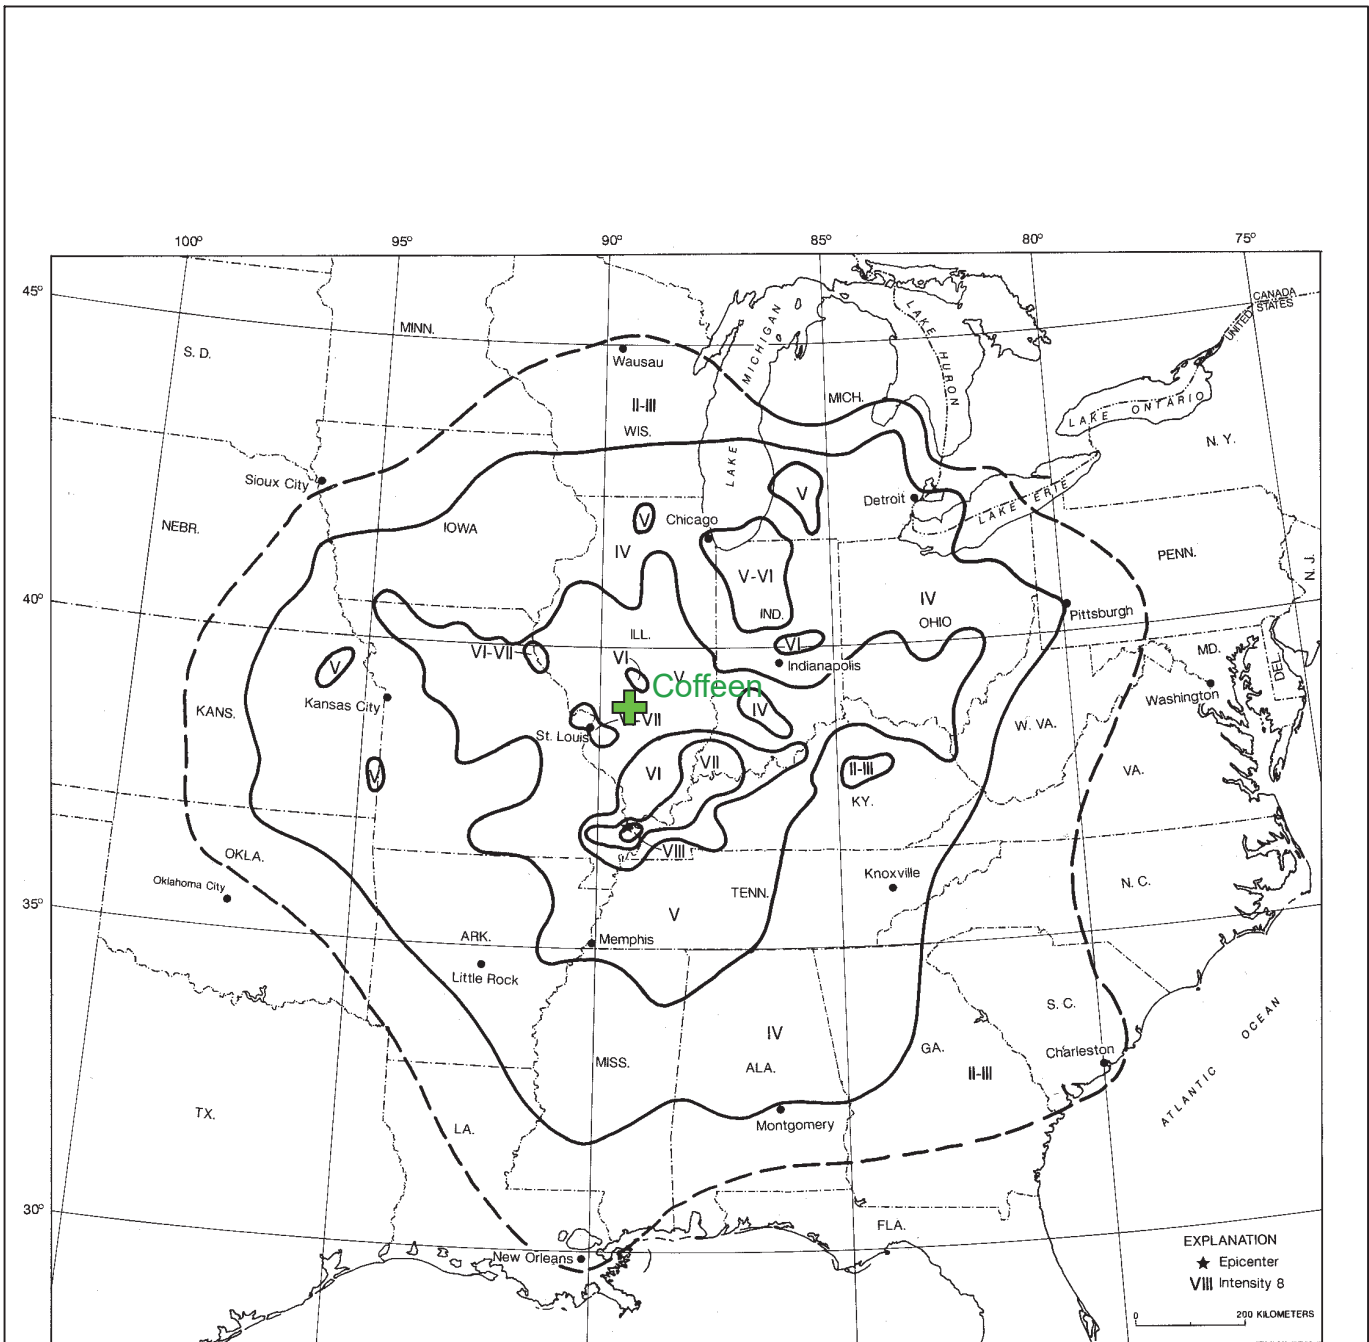 100° 95° 90° 85° 80° 75°
45°
CANADA
UNITED STATES
MINN.
S. D.
LAKE MICHIGAN
LAKE HURON
Wausau
II-III
MICH.
LAKE ONTARIO
WIS.
N. Y.
Sioux City
V
Detroit
LAKE ERTE
NEBR.
IOWA
V
Chicago
IV
PENN.
N. J.
V-VI
40°
IV
IND.
OHIO
Pittsburgh
ILL.
VI-VII
VI
VI
Indianapolis
MD.
DEL.
V
V
Coffeen
Washington
Kansas City
KANS.
IV
St. Louis
VII
W. VA.
VI
VII
V
II-III
VA.
KY.
VIII
OKLA.
Oklahoma City
Knoxville
N. C.
TENN.
35°
V
ARK.
Memphis
Little Rock
S. C.
IV
MISS.
ALA.
GA.
Charleston
II-III
ATLANTIC OCEAN
TX.
LA.
Montgomery
30°
FLA.
New Orleans
EXPLANATION
Epicenter
VIII Intensity 8
0 200 KILOMETERS